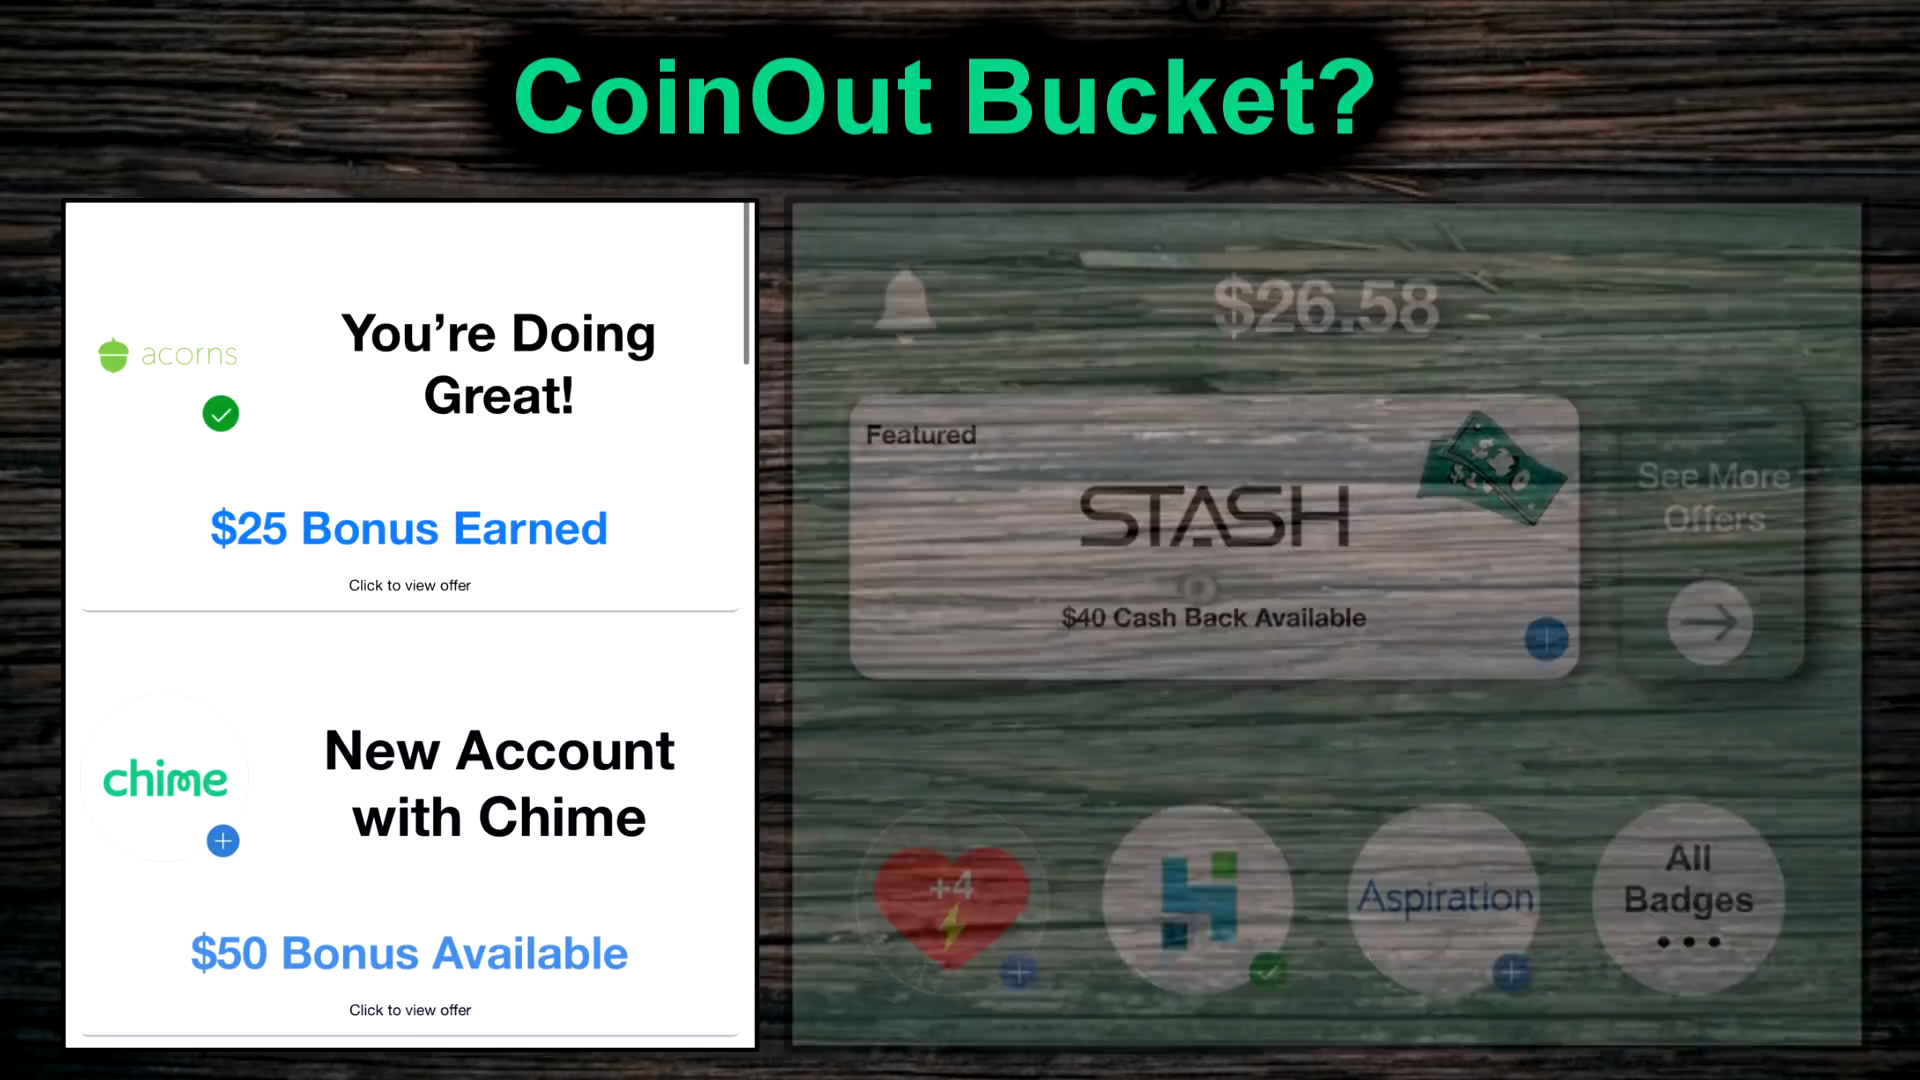 CoinOut Bucket?
acorns
You're Doing
Great!
$25 Bonus Earned
Click to view offer
chime
New Account
with Chime
$50 Bonus Available
Click to view offer
$26.58
Featured
STASH
$40 Cash Back Available
See More
Offers
+4
Aspiration
All
Badges
...